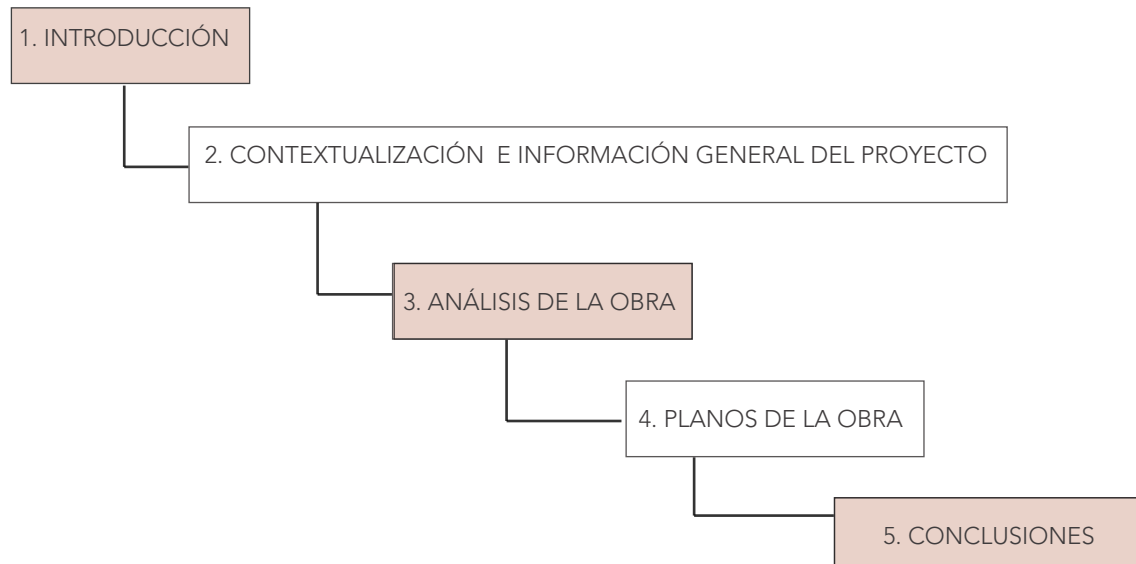 1. INTRODUCCIÓN
2. CONTEXTUALIZACIÓN E INFORMACIÓN GENERAL DEL PROYECTO
3. ANÁLISIS DE LA OBRA
4. PLANOS DE LA OBRA
5. CONCLUSIONES